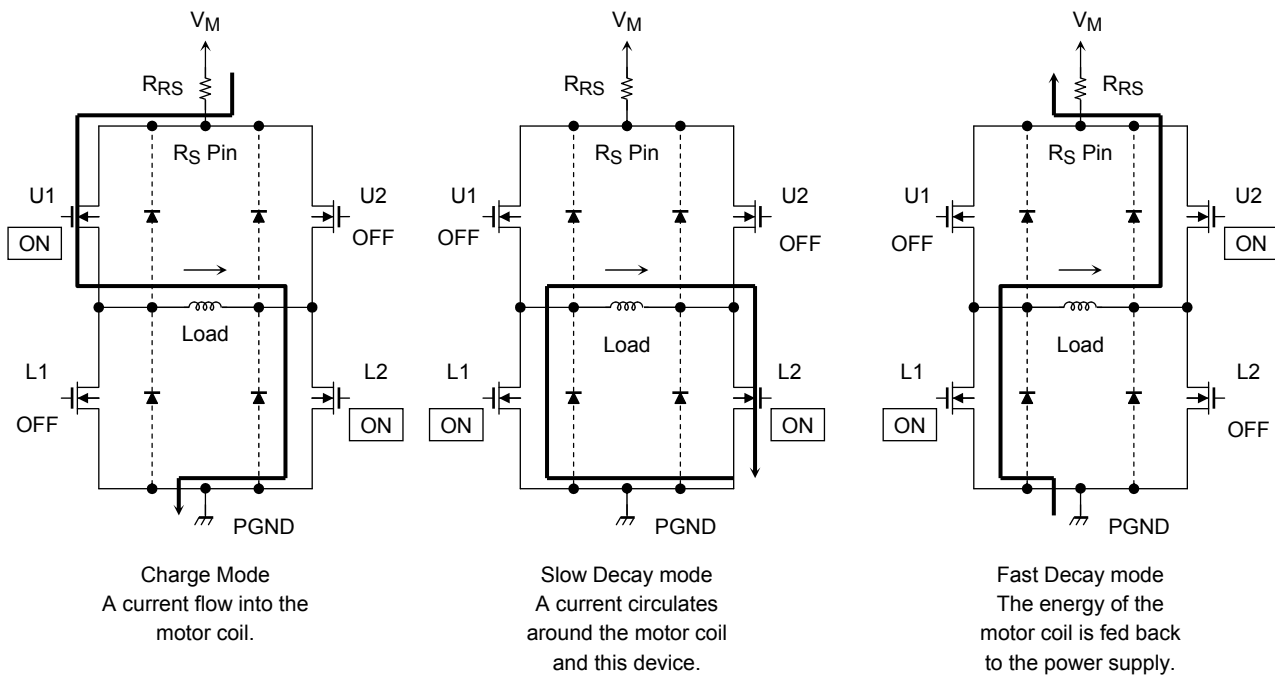 VM
RRS
RS Pin
U1
ON
U2
OFF
Load
L1
OFF
L2
ON
PGND
Charge Mode
A current flow into the
motor coil.
VM
RRS
RS Pin
U1
OFF
U2
OFF
Load
L1
ON
L2
ON
PGND
Slow Decay mode
A current circulates
around the motor coil
and this device.
VM
RRS
RS Pin
U1
OFF
U2
ON
Load
L1
ON
L2
OFF
PGND
Fast Decay mode
The energy of the
motor coil is fed back
to the power supply.